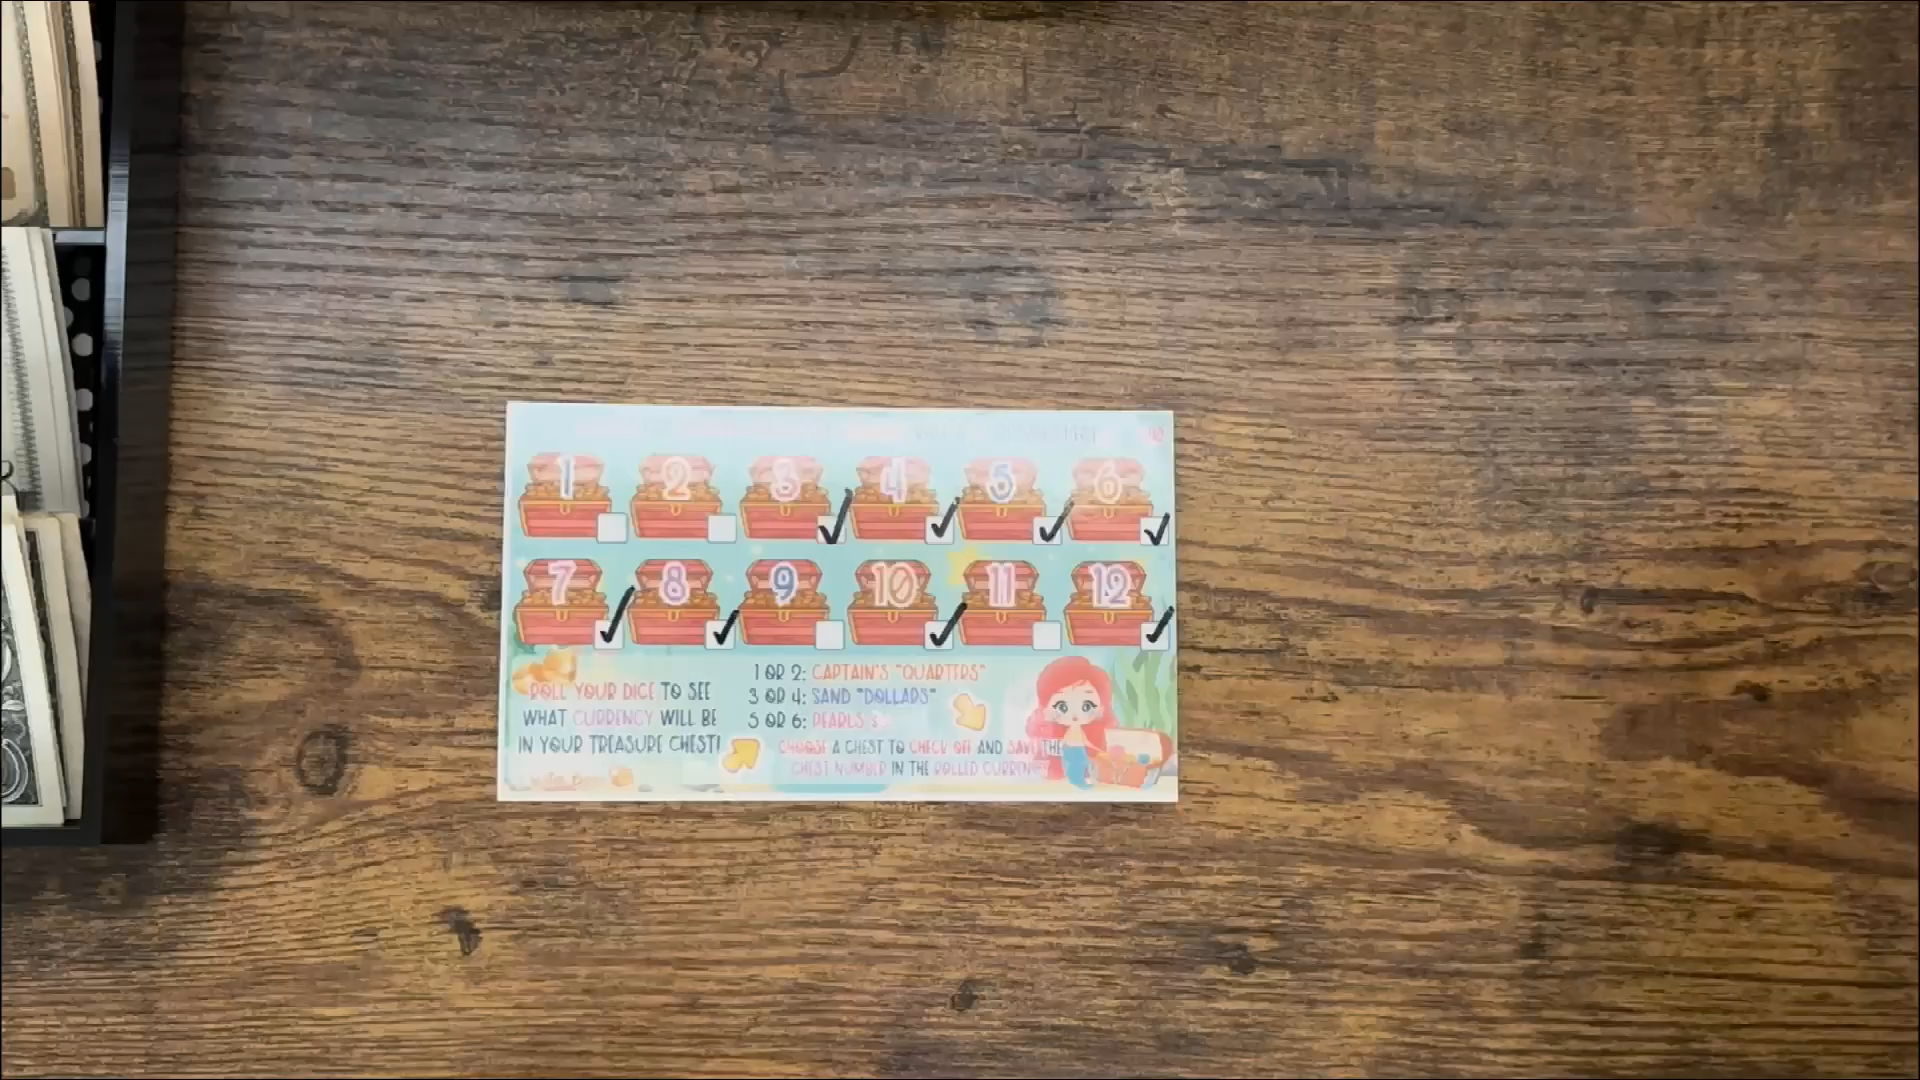 1 2 3 4 5 6
7 8 9 10 11 12
ROLL YOUR DICE TO SEE
WHAT CURRENCY WILL BE
IN YOUR TREASURE CHEST!
1 OR 2: CAPTAIN'S "QUARTERS"
3 OR 4: SAND "DOLLARS"
5 OR 6: PEARLS
CHOOSE A CHEST TO CHECK OFF AND SAVE THE
CHEST NUMBER IN THE ROLLED CURRENCY